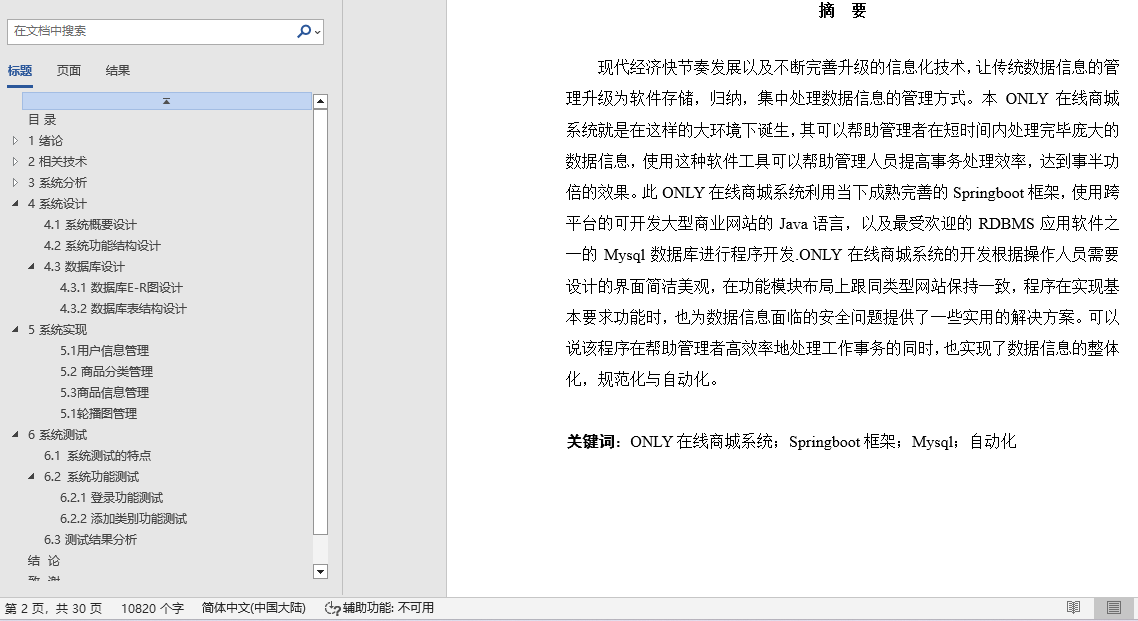 在文档中搜索
标题 页面 结果
目 录
1 绪论
2 相关技术
3 系统分析
4 系统设计
4.1 系统概要设计
4.2 系统功能结构设计
4.3 数据库设计
4.3.1 数据库E-R图设计
4.3.2 数据库表结构设计
5 系统实现
5.1用户信息管理
5.2 商品分类管理
5.3商品信息管理
5.1轮播图管理
6 系统测试
6.1 系统测试的特点
6.2 系统功能测试
6.2.1 登录功能测试
6.2.2 添加类别功能测试
6.3 测试结果分析
结 论
致 谢
摘 要
现代经济快节奏发展以及不断完善升级的信息化技术，让传统数据信息的管
理升级为软件存储，归纳，集中处理数据信息的管理方式。本 ONLY 在线商城
系统就是在这样的大环境下诞生，其可以帮助管理者在短时间内处理完毕庞大的
数据信息，使用这种软件工具可以帮助管理人员提高事务处理效率，达到事半功
倍的效果。此 ONLY 在线商城系统利用当下成熟完善的 Springboot 框架，使用跨
平台的可开发大型商业网站的 Java 语言，以及最受欢迎的 RDBMS 应用软件之
一的 Mysql 数据库进行程序开发.ONLY 在线商城系统的开发根据操作人员需要
设计的界面简洁美观，在功能模块布局上跟同类型网站保持一致，程序在实现基
本要求功能时，也为数据信息面临的安全问题提供了一些实用的解决方案。可以
说该程序在帮助管理者高效率地处理工作事务的同时，也实现了数据信息的整体
化，规范化与自动化。
关键词：ONLY 在线商城系统；Springboot 框架；Mysql；自动化
第 2 页，共 30 页 10820 个字 简体中文(中国大陆) 辅助功能: 不可用